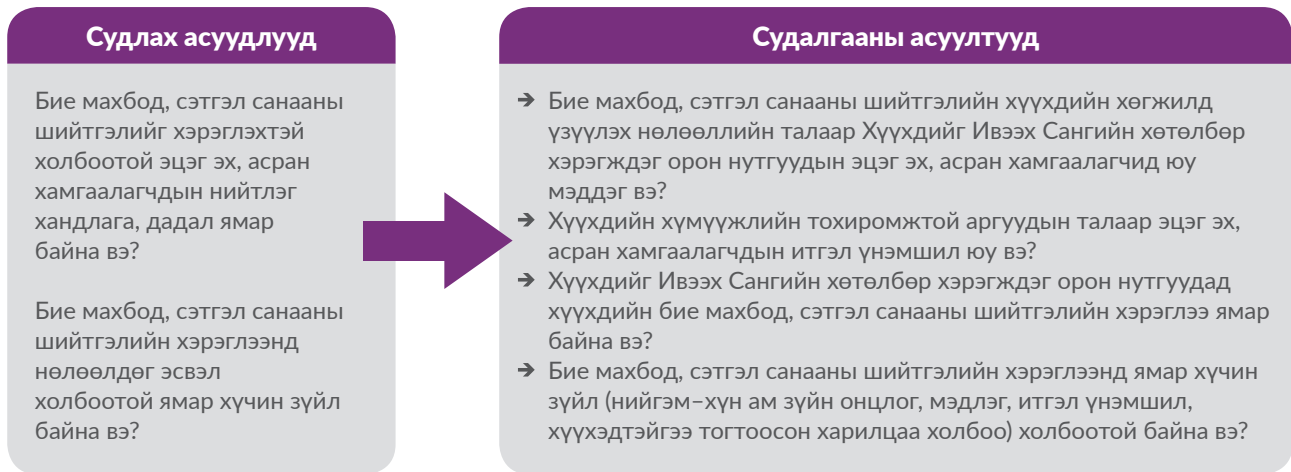 Судлах асуудлууд
Бие махбод, сэтгэл санааны
шийтгэлийг хэрэглэхтэй
холбоотой эцэг эх, асран
хамгаалагчдын нийтлэг
хандлага, дадал ямар
байна вэ?
Бие махбод, сэтгэл санааны
шийтгэлийн хэрэглээнд
нөлөөлдөг эсвэл
холбоотой ямар хүчин зүйл
байна вэ?
Судалгааны асуултууд
➔ Бие махбод, сэтгэл санааны шийтгэлийн хүүхдийн хөгжилд
үзүүлэх нөлөөллийн талаар Хүүхдийг Ивээх Сангийн хөтөлбөр
хэрэгждэг орон нутгуудын эцэг эх, асран хамгаалагчид юу
мэддэг вэ?
➔ Хүүхдийн хүмүүжлийн тохиромжтой аргуудын талаар эцэг эх,
асран хамгаалагчдын итгэл үнэмшил юу вэ?
➔ Хүүхдийг Ивээх Сангийн хөтөлбөр хэрэгждэг орон нутгуудад
хүүхдийн бие махбод, сэтгэл санааны шийтгэлийн хэрэглээ ямар
байна вэ?
➔ Бие махбод, сэтгэл санааны шийтгэлийн хэрэглээнд ямар хүчин
зүйл (нийгэм–хүн ам зүйн онцлог, мэдлэг, итгэл үнэмшил,
хүүхэдтэйгээ тогтоосон харилцаа холбоо) холбоотой байна вэ?